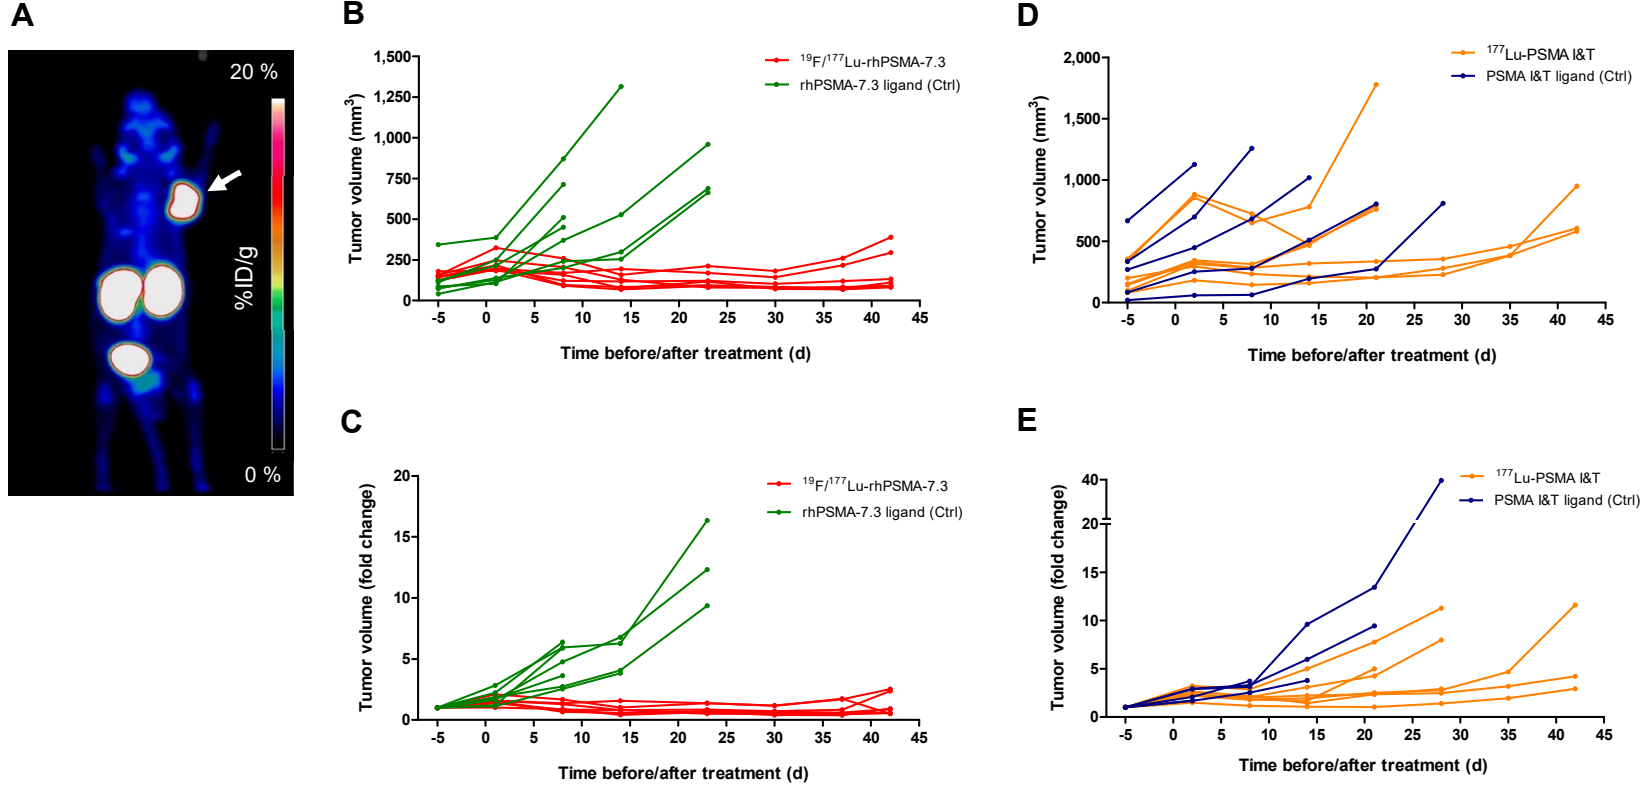 A
20 %
%ID/g
0 %
B
Tumor volume (mm³)
1,500
1,250
1,000
750
500
250
0
-5 0 5 10 15 20 25 30 35 40 45
Time before/after treatment (d)
¹⁹F/¹⁷⁷Lu-rhPSMA-7.3
rhPSMA-7.3 ligand (Ctrl)
C
Tumor volume (fold change)
20
15
10
5
0
-5 0 5 10 15 20 25 30 35 40 45
Time before/after treatment (d)
¹⁹F/¹⁷⁷Lu-rhPSMA-7.3
rhPSMA-7.3 ligand (Ctrl)
D
Tumor volume (mm³)
2,000
1,500
1,000
500
0
-5 0 5 10 15 20 25 30 35 40 45
Time before/after treatment (d)
¹⁷⁷Lu-PSMA I&T
PSMA I&T ligand (Ctrl)
E
Tumor volume (fold change)
40
20
15
10
5
0
-5 0 5 10 15 20 25 30 35 40 45
Time before/after treatment (d)
¹⁷⁷Lu-PSMA I&T
PSMA I&T ligand (Ctrl)